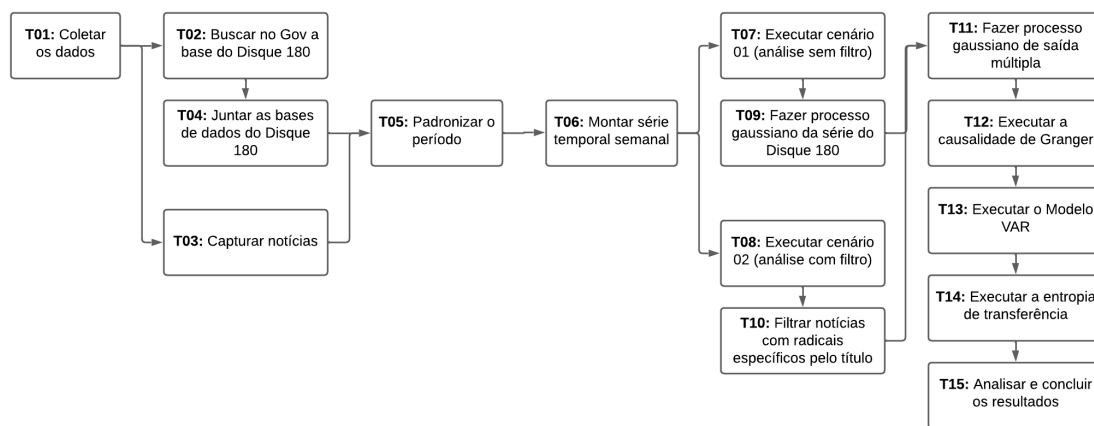 T01: Coletar
os dados
T02: Buscar no Gov a
base do Disque 180
T04: Juntar as bases
de dados do Disque
180
T03: Capturar notícias
T05: Padronizar o
período
T06: Montar série
temporal semanal
T07: Executar cenário
01 (análise sem filtro)
T09: Fazer processo
gaussiano da série do
Disque 180
T08: Executar cenário
02 (análise com filtro)
T10: Filtrar notícias
com radicais
específicos pelo título
T11: Fazer processo
gaussiano de saída
múltipla
T12: Executar a
causalidade de Granger
T13: Executar o Modelo
VAR
T14: Executar a entropia
de transferência
T15: Analisar e concluir
os resultados